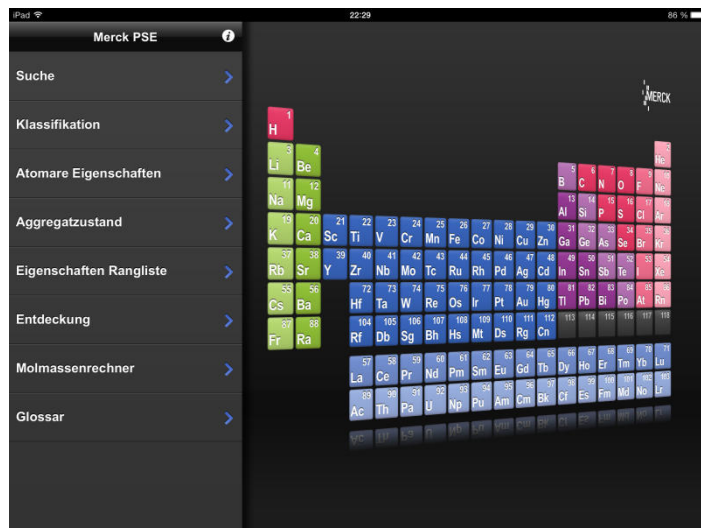 iPad 22:29 86 %
Merck PSE
Suche
Klassifikation
Atomare Eigenschaften
Aggregatzustand
Eigenschaften Rangliste
Entdeckung
Molmassenrechner
Glossar
MERCK
1 2
H He
3 4 5 6 7 8 9 10
Li Be B C N O F Ne
11 12 13 14 15 16 17 18
Na Mg Al Si P S Cl Ar
19 20 21 22 23 24 25 26 27 28 29 30 31 32 33 34 35 36
K Ca Sc Ti V Cr Mn Fe Co Ni Cu Zn Ga Ge As Se Br Kr
37 38 39 40 41 42 43 44 45 46 47 48 49 50 51 52 53 54
Rb Sr Y Zr Nb Mo Tc Ru Rh Pd Ag Cd In Sn Sb Te I Xe
55 56 72 73 74 75 76 77 78 79 80 81 82 83 84 85 86
Cs Ba Hf Ta W Re Os Ir Pt Au Hg Tl Pb Bi Po At Rn
87 88 104 105 106 107 108 109 110 111 112 113 114 115 116 117 118
Fr Ra Rf Db Sg Bh Hs Mt Ds Rg Cn
57 58 59 60 61 62 63 64 65 66 67 68 69 70 71
La Ce Pr Nd Pm Sm Eu Gd Tb Dy Ho Er Tm Yb Lu
89 90 91 92 93 94 95 96 97 98 99 100 101 102 103
Ac Th Pa U Np Pu Am Cm Bk Cf Es Fm Md No Lr